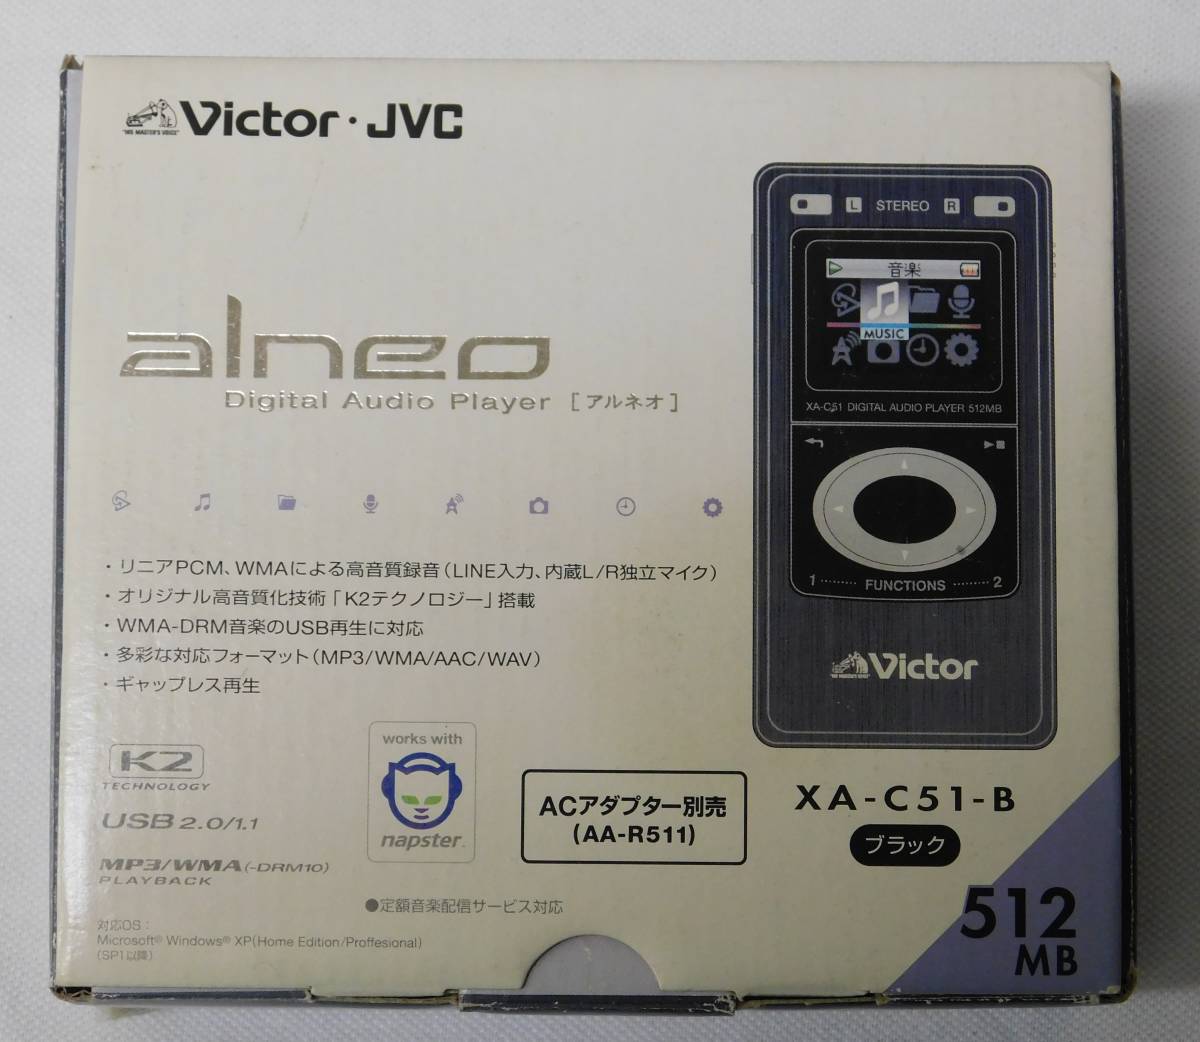 "HIS MASTER'S VOICE"
Victor・JVC
alneo
Digital Audio Player [アルネオ]
・リニアPCM、WMAによる高音質録音(LINE入力、内蔵L/R独立マイク)
・オリジナル高音質化技術「K2テクノロジー」搭載
・WMA-DRM音楽のUSB再生に対応
・多彩な対応フォーマット(MP3/WMA/AAC/WAV)
・ギャップレス再生
K2
TECHNOLOGY
USB 2.0/1.1
MP3/WMA(-DRM10)
PLAYBACK
対応OS:
Microsoft® Windows® XP(Home Edition/Proffesional)
(SP1以降)
works with
napster.
●定額音楽配信サービス対応
ACアダプター別売
(AA-R511)
L STEREO R
音楽
MUSIC
XA-C51 DIGITAL AUDIO PLAYER 512MB
1 FUNCTIONS 2
"HIS MASTER'S VOICE"
Victor
XA-C51-B
ブラック
512
MB